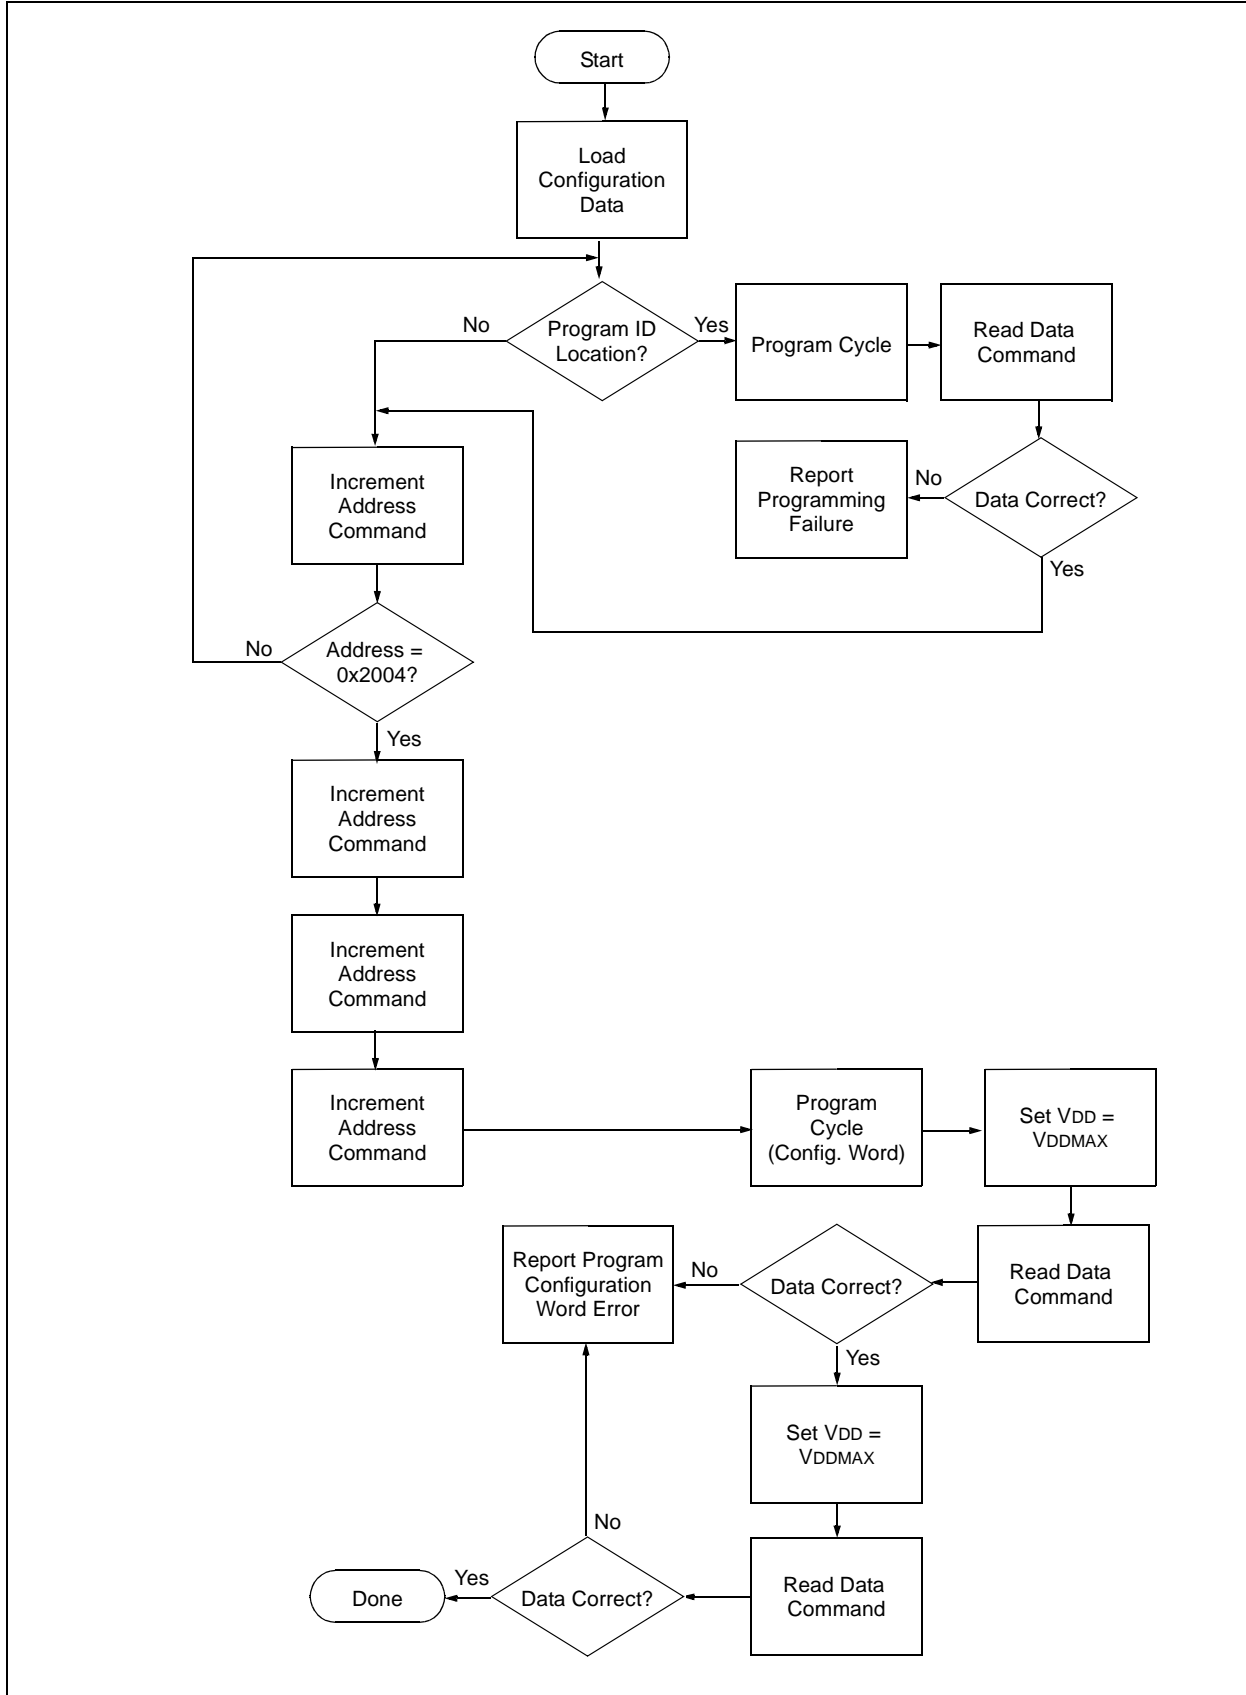 Start
Load
Configuration
Data
No
Program ID
Location?
Yes
Program Cycle
Read Data
Command
Increment
Address
Command
Report
Programming
Failure
No
Data Correct?
Yes
No
Address =
0x2004?
Yes
Increment
Address
Command
Increment
Address
Command
Increment
Address
Command
Program
Cycle
(Config. Word)
Set VDD =
VDDMAX
Report Program
Configuration
Word Error
No
Data Correct?
Read Data
Command
Yes
Set VDD =
VDDMAX
No
Done
Yes
Data Correct?
Read Data
Command